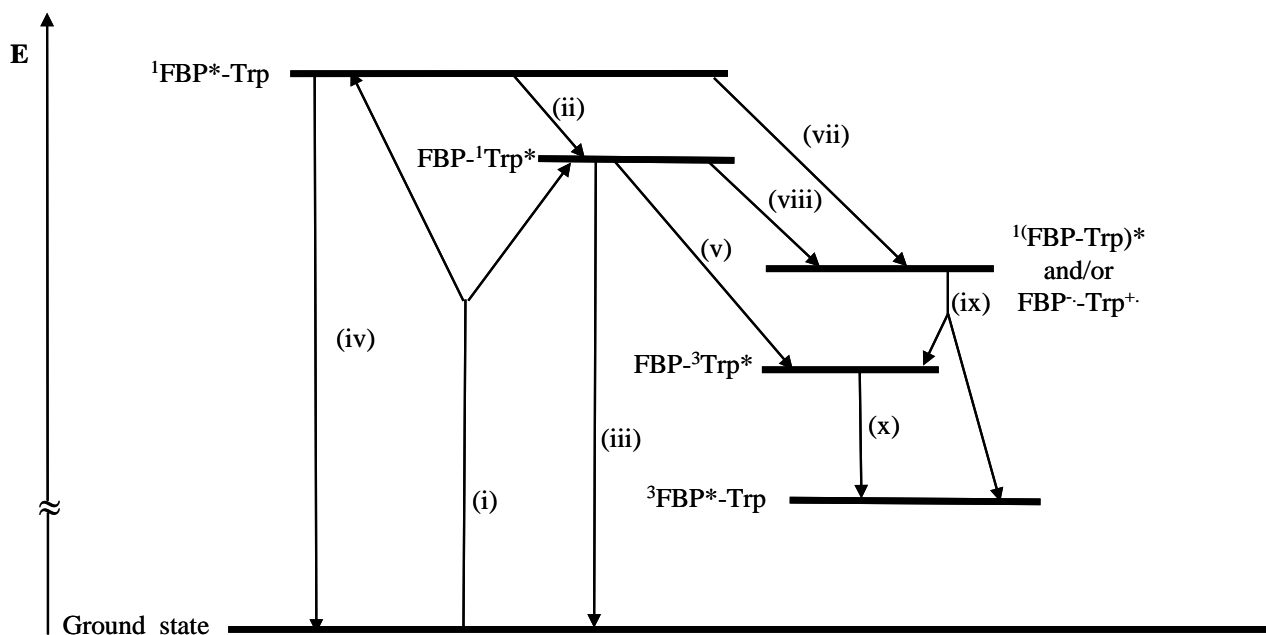 E
¹FBP*-Trp
(ii)
(vii)
FBP-¹Trp*
(viii)
(v)
¹(FBP-Trp)*
and/or
FBP⁻·-Trp⁺·
(ix)
(iv)
FBP-³Trp*
(iii)
(x)
³FBP*-Trp
(i)
≈
Ground state